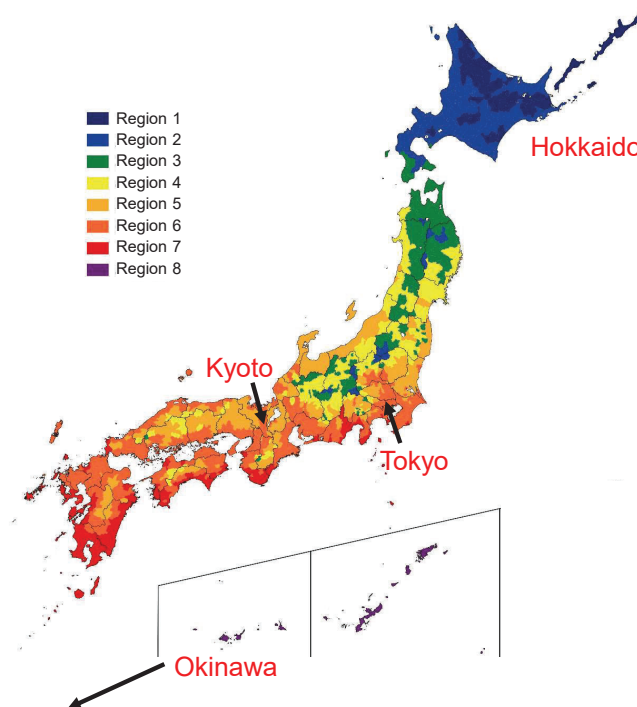 Region 1
Region 2
Region 3
Region 4
Region 5
Region 6
Region 7
Region 8
Hokkaido
Kyoto
Tokyo
Okinawa